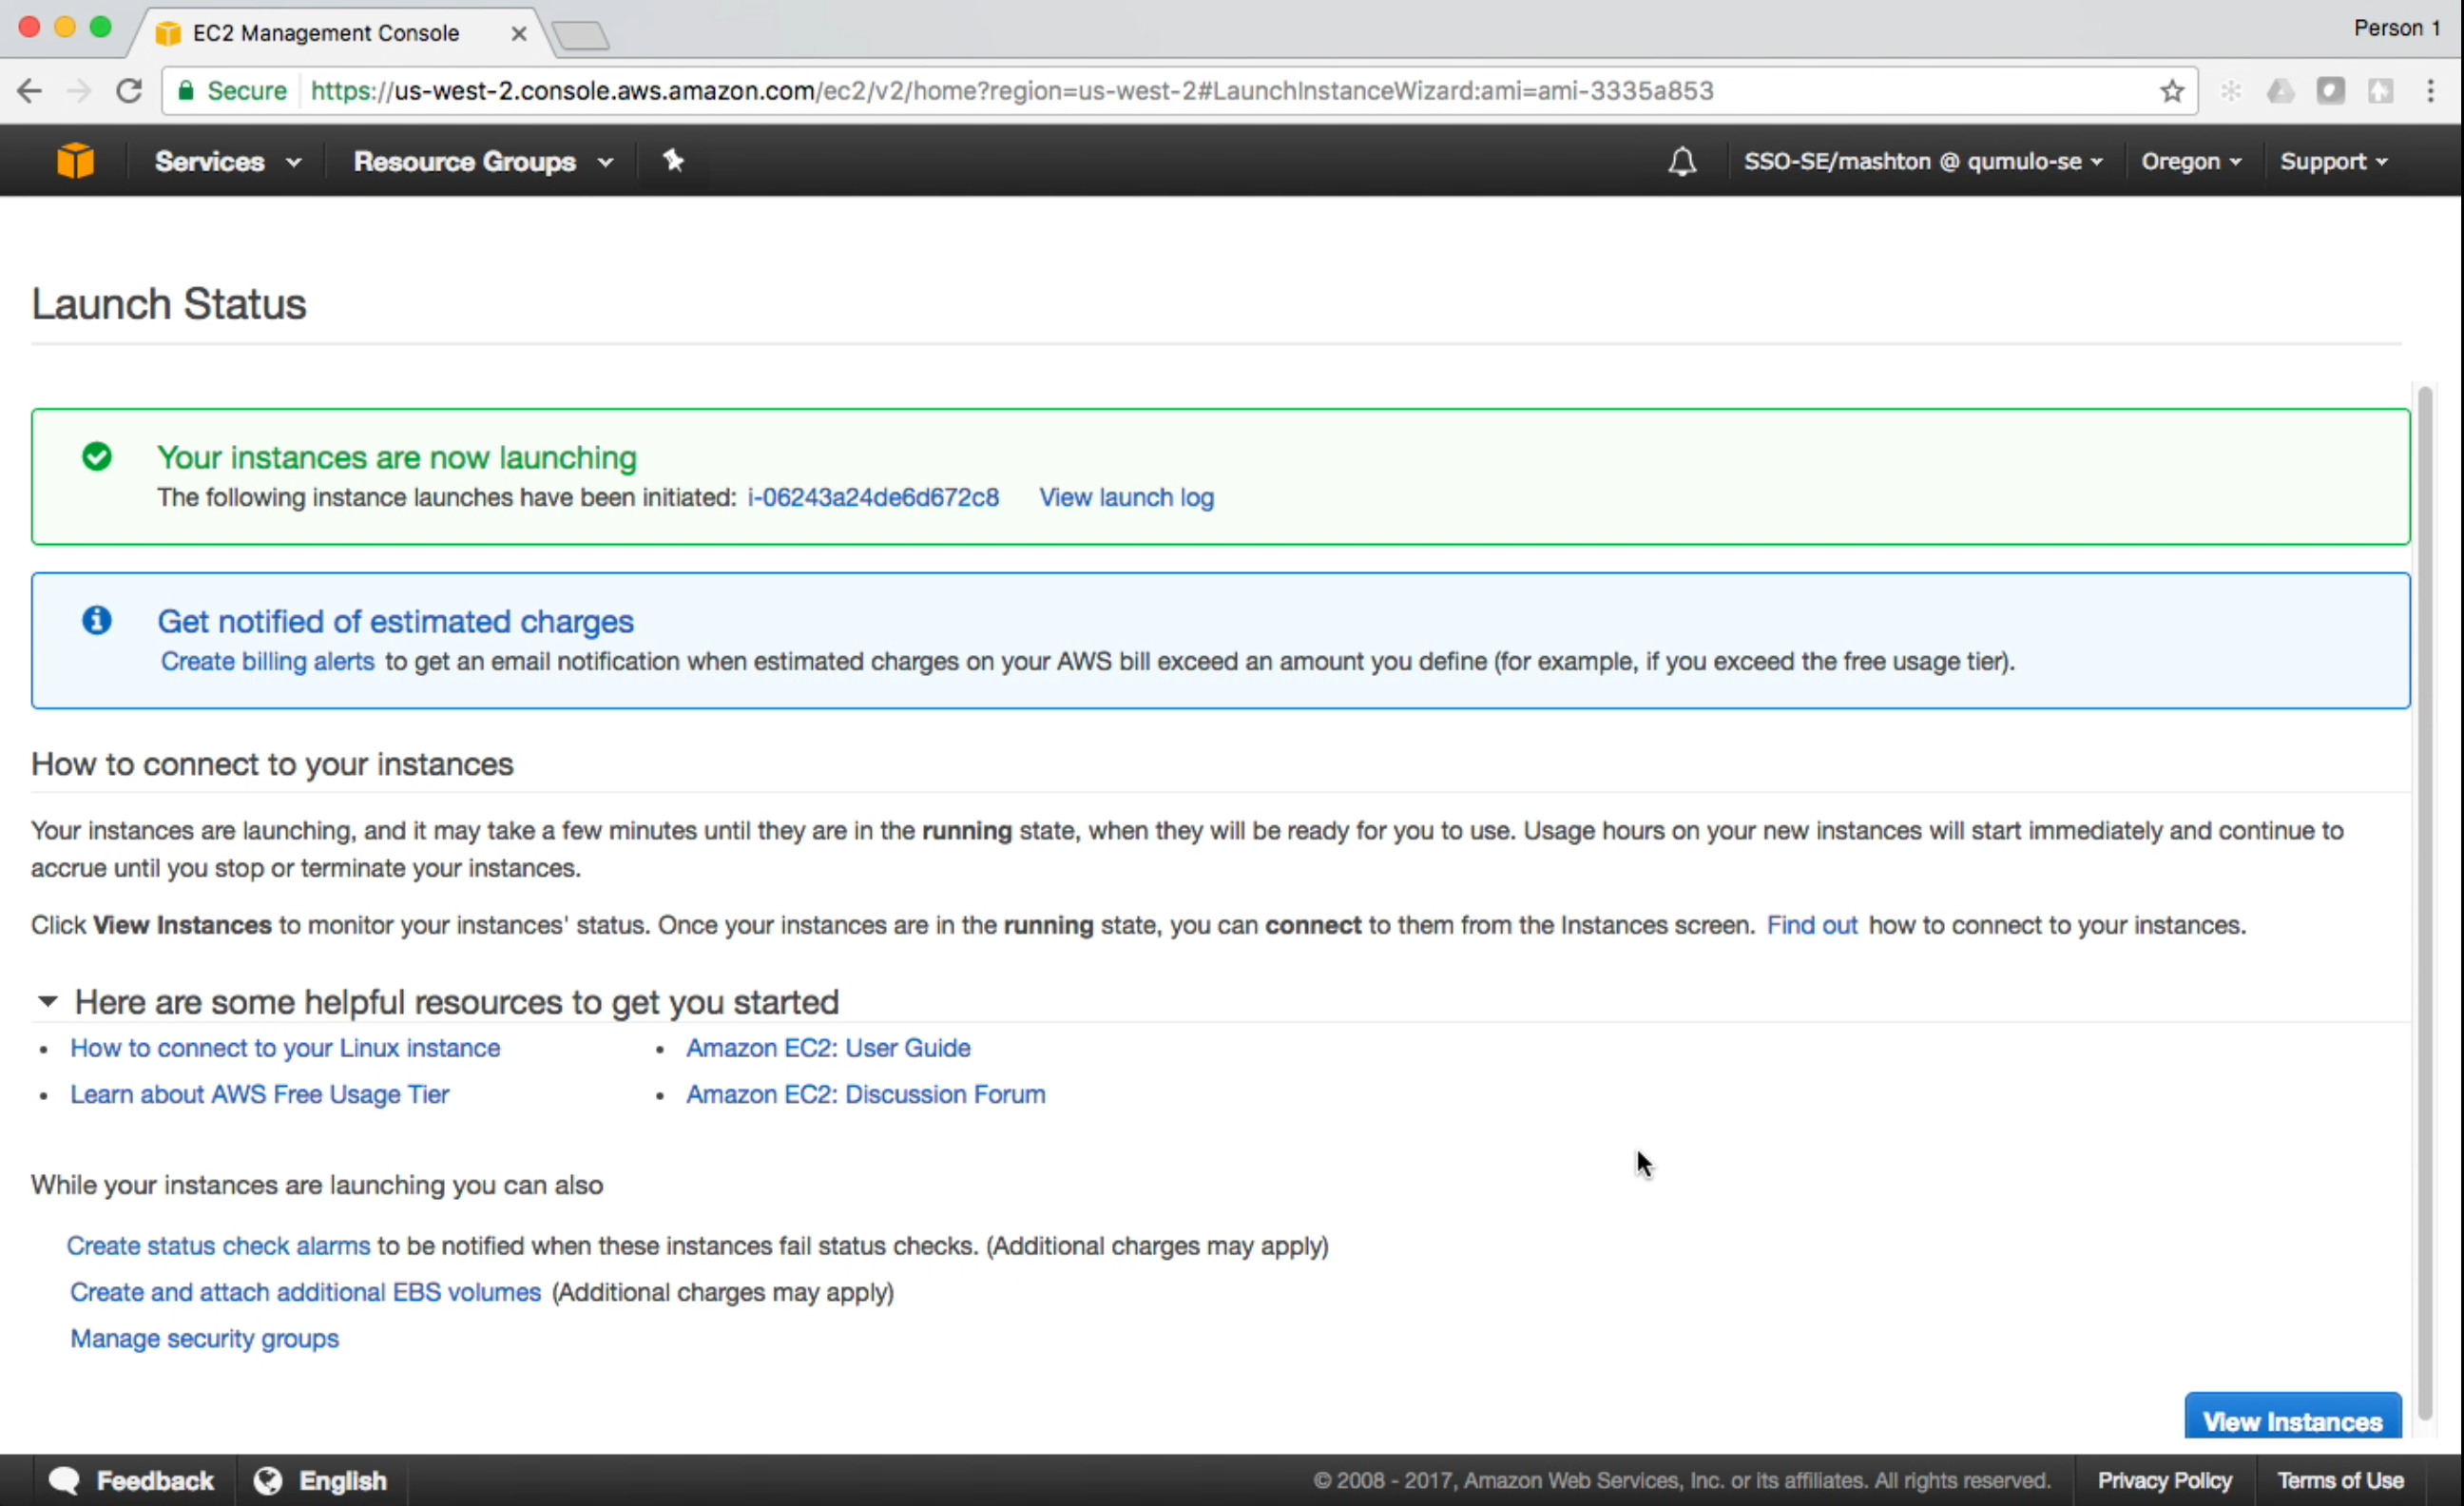 EC2 Management Console
Person 1
Secure https://us-west-2.console.aws.amazon.com/ec2/v2/home?region=us-west-2#LaunchInstanceWizard:ami=ami-3335a853
Services Resource Groups SSO-SE/mashton @ qumulo-se Oregon Support
Launch Status
Your instances are now launching
The following instance launches have been initiated: i-06243a24de6d672c8 View launch log
Get notified of estimated charges
Create billing alerts to get an email notification when estimated charges on your AWS bill exceed an amount you define (for example, if you exceed the free usage tier).
How to connect to your instances
Your instances are launching, and it may take a few minutes until they are in the running state, when they will be ready for you to use. Usage hours on your new instances will start immediately and continue to
accrue until you stop or terminate your instances.
Click View Instances to monitor your instances' status. Once your instances are in the running state, you can connect to them from the Instances screen. Find out how to connect to your instances.
Here are some helpful resources to get you started
• How to connect to your Linux instance • Amazon EC2: User Guide
• Learn about AWS Free Usage Tier • Amazon EC2: Discussion Forum
While your instances are launching you can also
Create status check alarms to be notified when these instances fail status checks. (Additional charges may apply)
Create and attach additional EBS volumes (Additional charges may apply)
Manage security groups
View Instances
Feedback English © 2008 - 2017, Amazon Web Services, Inc. or its affiliates. All rights reserved. Privacy Policy Terms of Use